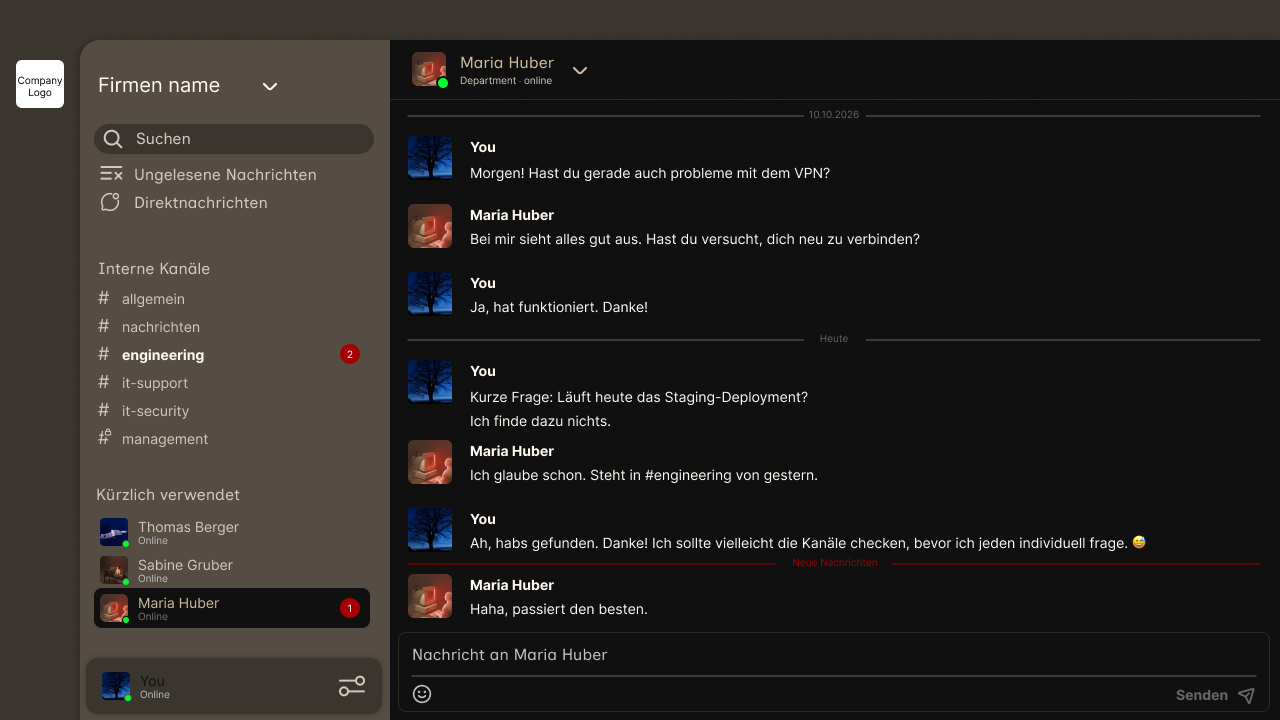 Company
Logo
Firmen name
Suchen
Ungelesene Nachrichten
Direktnachrichten
Interne Kanäle
# allgemein
# nachrichten
# engineering 2
# it-support
# it-security
# management
Kürzlich verwendet
Thomas Berger
Online
Sabine Gruber
Online
Maria Huber
Online
1
You
Online
Maria Huber
Department · online
10.10.2026
You
Morgen! Hast du gerade auch probleme mit dem VPN?
Maria Huber
Bei mir sieht alles gut aus. Hast du versucht, dich neu zu verbinden?
You
Ja, hat funktioniert. Danke!
Heute
You
Kurze Frage: Läuft heute das Staging-Deployment?
Ich finde dazu nichts.
Maria Huber
Ich glaube schon. Steht in #engineering von gestern.
You
Ah, habs gefunden. Danke! Ich sollte vielleicht die Kanäle checken, bevor ich jeden individuell frage. 😅
Neue Nachrichten
Maria Huber
Haha, passiert den besten.
Nachricht an Maria Huber
Senden